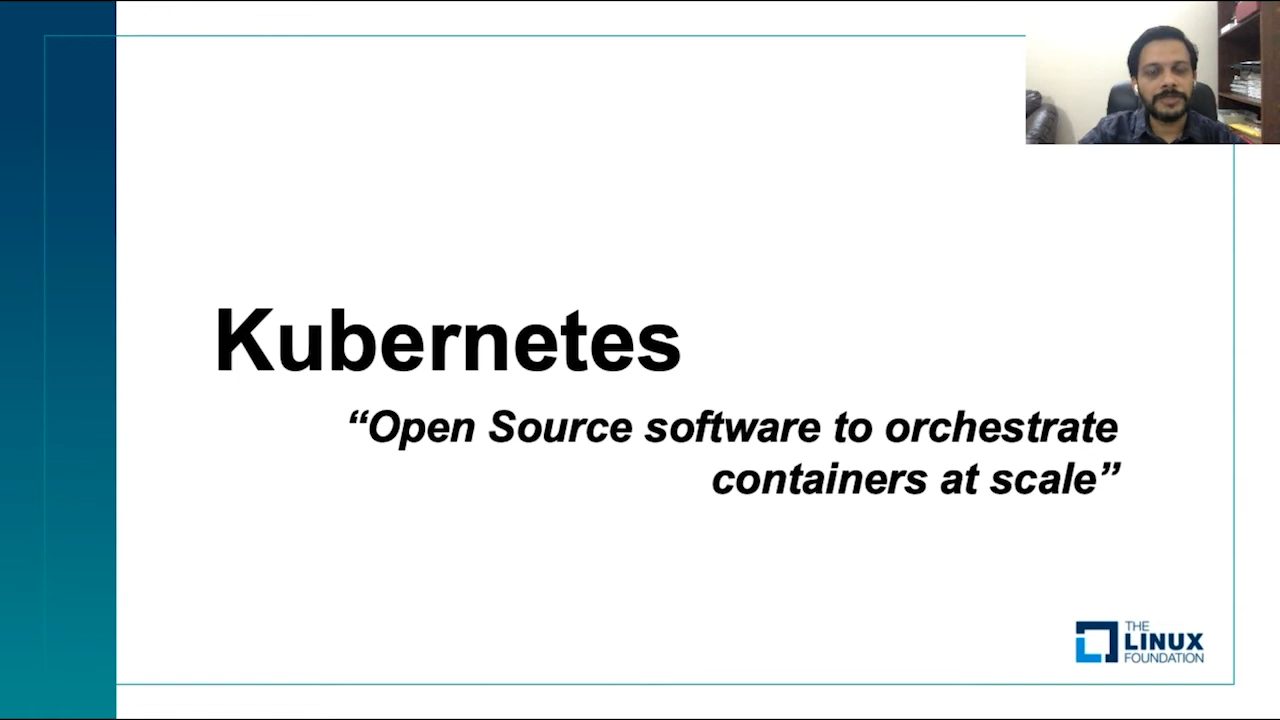 Kubernetes
“Open Source software to orchestrate
containers at scale”
THE
LINUX
FOUNDATION